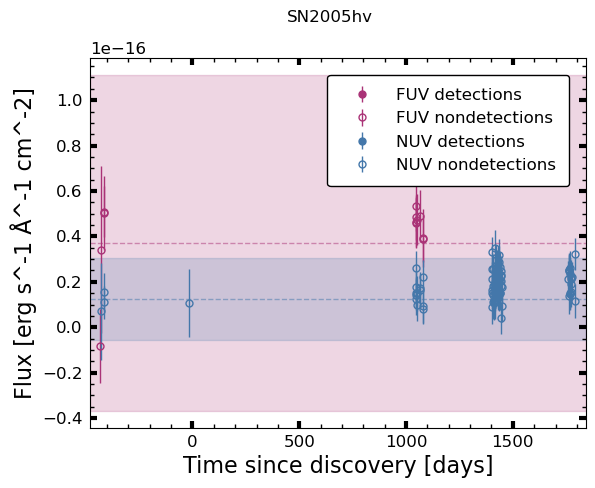 SN2005hv
1e−16
FUV detections
FUV nondetections
NUV detections
NUV nondetections
Flux [erg s^-1 Å^-1 cm^-2]
1.0
0.8
0.6
0.4
0.2
0.0
−0.2
−0.4
0 500 1000 1500
Time since discovery [days]